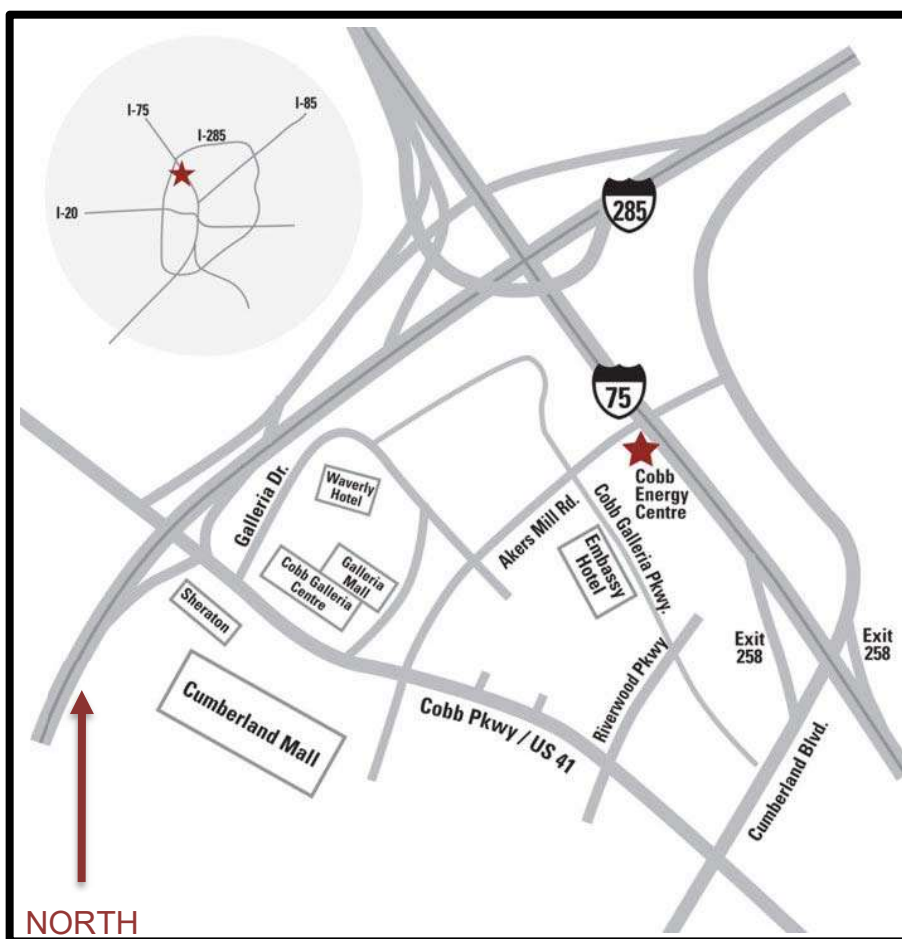 I-75
I-85
I-285
I-20
285
75
Cobb
Energy
Centre
Galleria Dr.
Waverly
Hotel
Akers Mill Rd.
Cobb Galleria Pkwy.
Embassy
Hotel
Galleria
Mall
Cobb Galleria
Centre
Sheraton
Exit
258
Exit
258
Riverwood Pkwy
Cumberland Mall
Cobb Pkwy / US 41
Cumberland Blvd.
NORTH